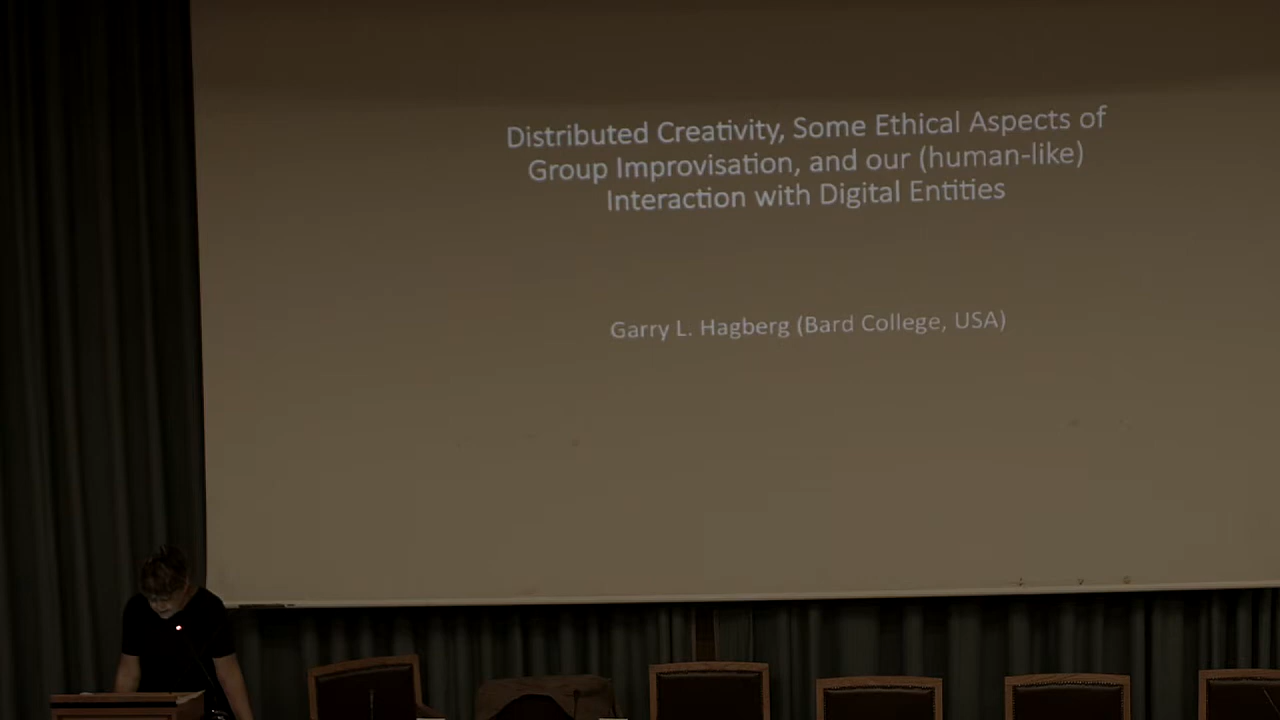 Distributed Creativity, Some Ethical Aspects of
Group Improvisation, and our (human-like)
Interaction with Digital Entities
Garry L. Hagberg (Bard College, USA)